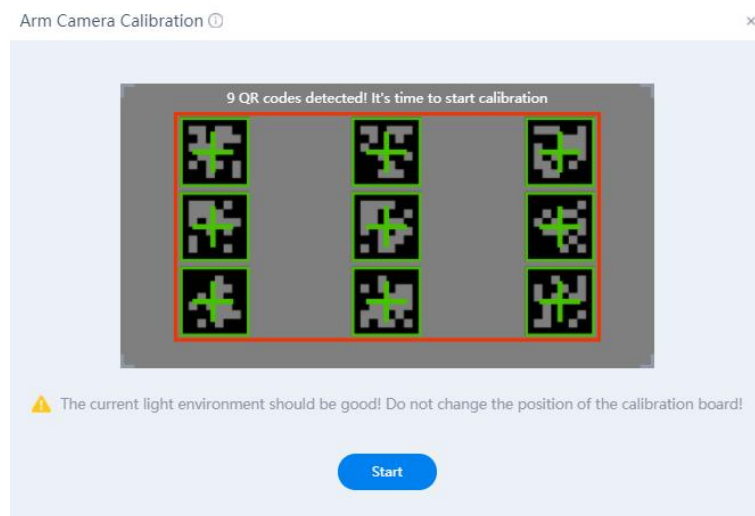 Arm Camera Calibration
9 QR codes detected! It's time to start calibration
The current light environment should be good! Do not change the position of the calibration board!
Start